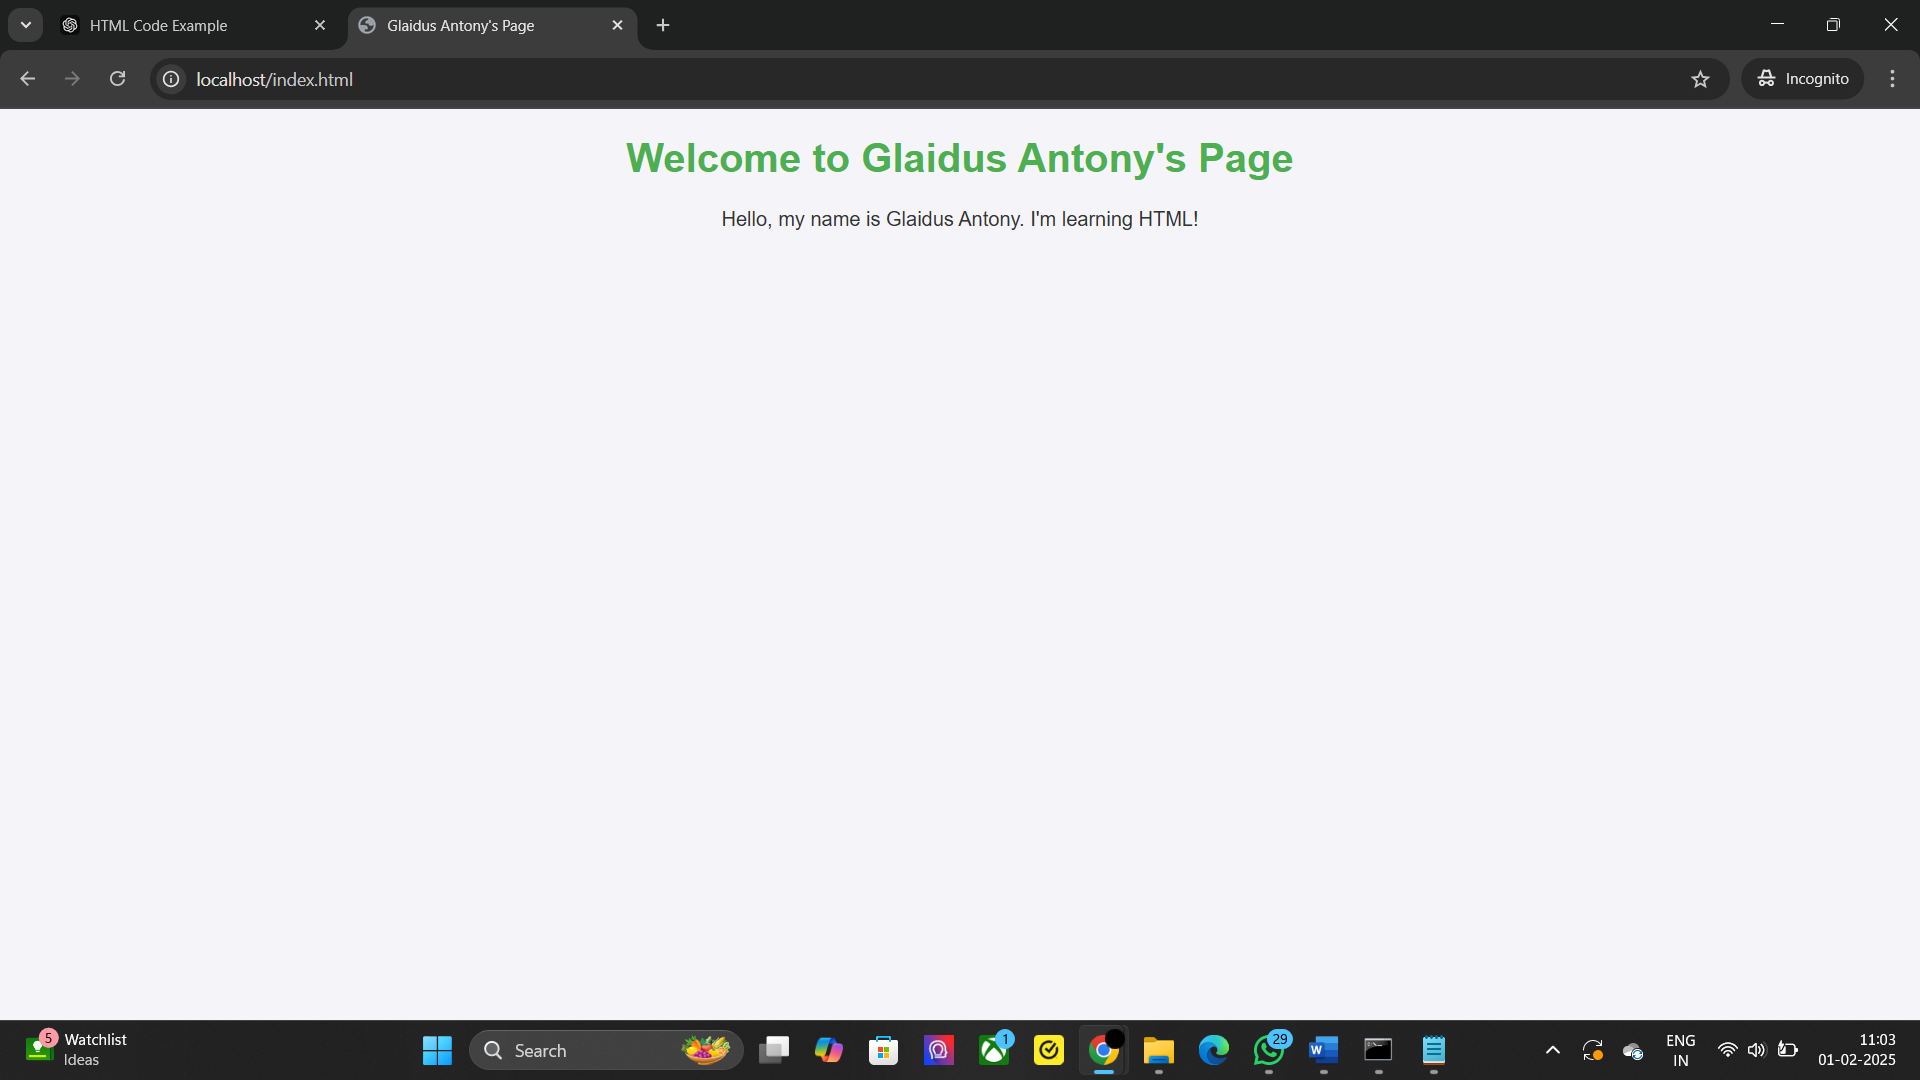 HTML Code Example
Glaidus Antony's Page
localhost/index.html
Incognito
Welcome to Glaidus Antony's Page
Hello, my name is Glaidus Antony. I'm learning HTML!
5
Watchlist
Ideas
Search
1
29
W
ENG
IN
11:03
01-02-2025